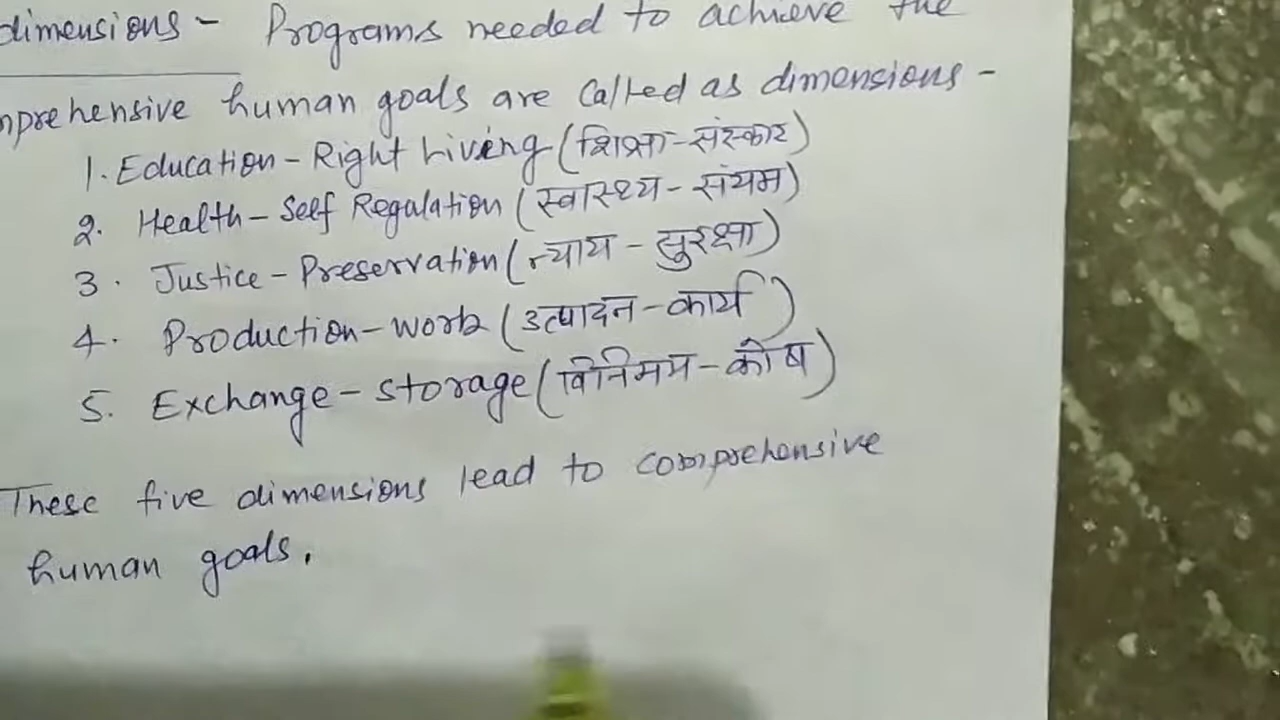 dimensions - Programs needed to achieve the
mprehensive human goals are Called as dimensions -
1. Education - Right Living (शिक्षा - संस्कार)
2. Health - Self Regulation (स्वास्थ्य - संयम)
3. Justice - Preservation (न्याय - सुरक्षा)
4. Production - work (उत्पादन - कार्य)
5. Exchange - storage (विनिमय - कोष)
These five dimensions lead to comprehensive
human goals.